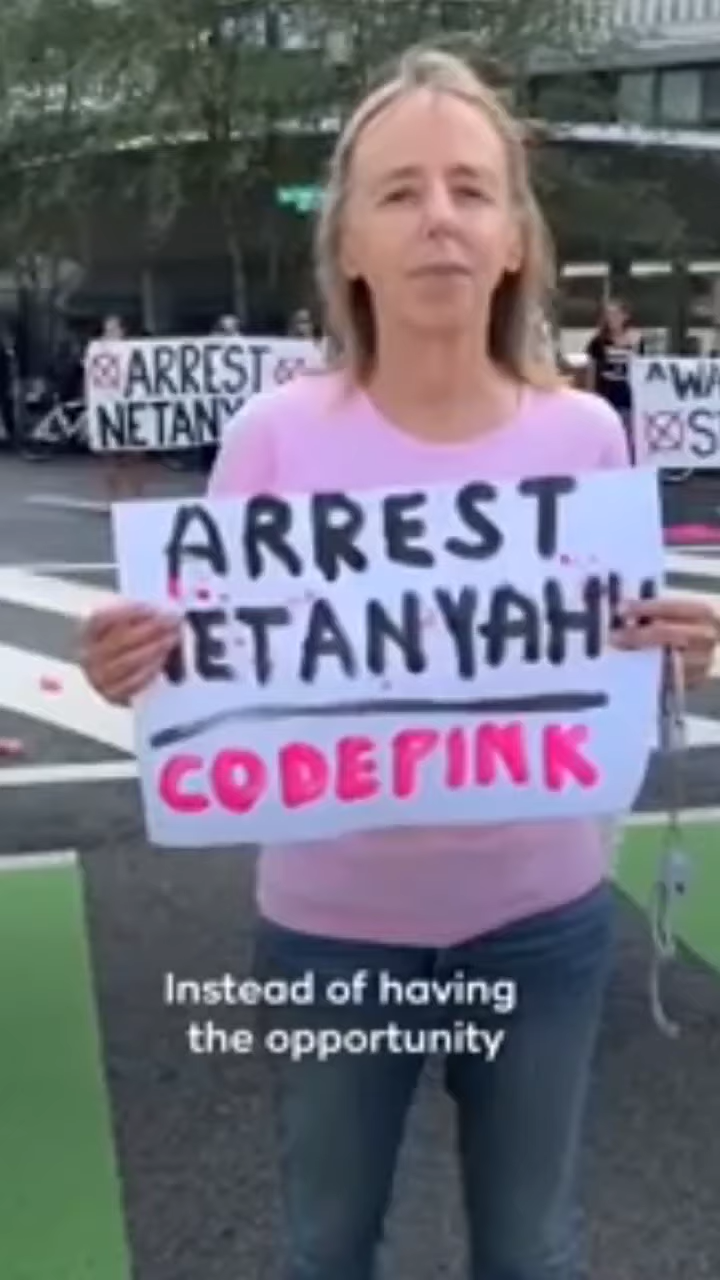 ARREST
NETANY
ARREST
NETANYAHU
CODEPINK
Instead of having
the opportunity